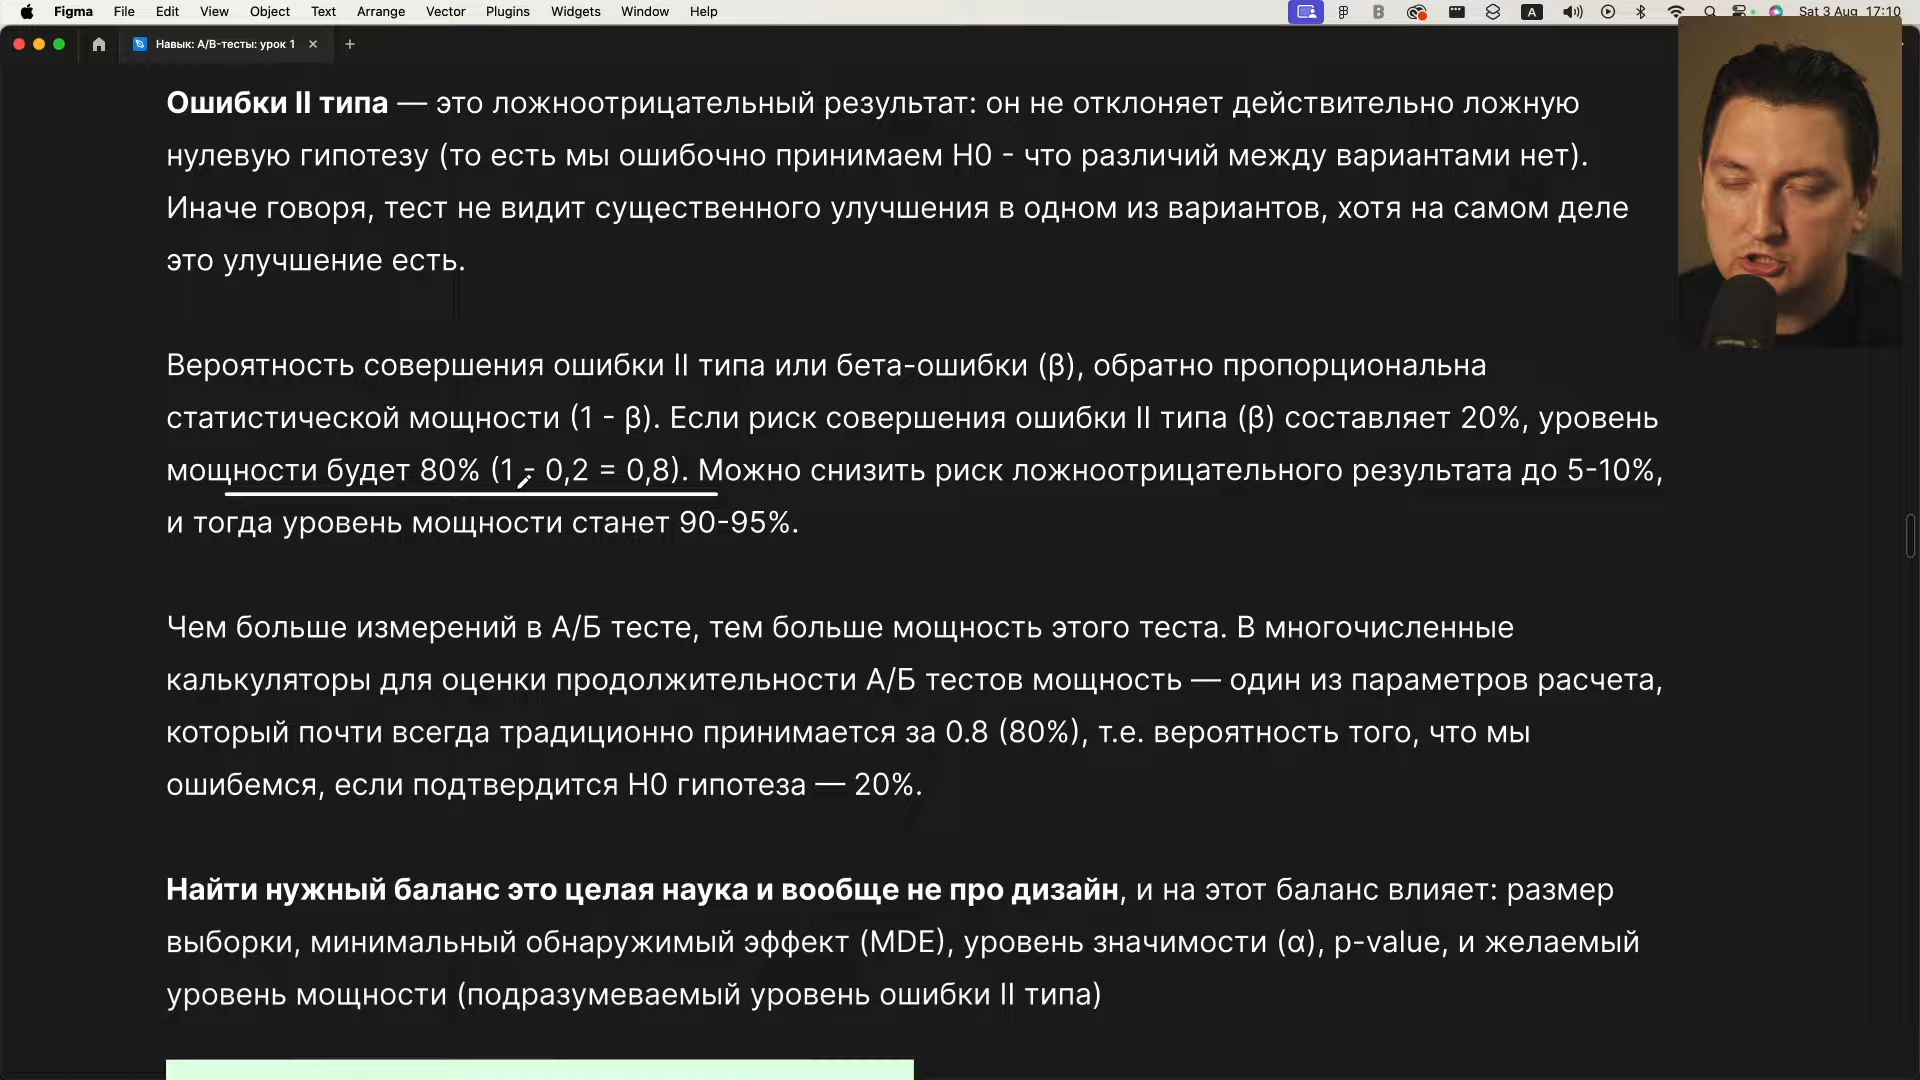 Figma File Edit View Object Text Arrange Vector Plugins Widgets Window Help A Sat 3 Aug 17:10
Навык: A/B-тесты: урок 1
Ошибки II типа — это ложноотрицательный результат: он не отклоняет действительно ложную
нулевую гипотезу (то есть мы ошибочно принимаем H0 - что различий между вариантами нет).
Иначе говоря, тест не видит существенного улучшения в одном из вариантов, хотя на самом деле
это улучшение есть.
Вероятность совершения ошибки II типа или бета-ошибки (β), обратно пропорциональна
статистической мощности (1 - β). Если риск совершения ошибки II типа (β) составляет 20%, уровень
мощности будет 80% (1 - 0,2 = 0,8). Можно снизить риск ложноотрицательного результата до 5-10%,
и тогда уровень мощности станет 90-95%.
Чем больше измерений в А/Б тесте, тем больше мощность этого теста. В многочисленные
калькуляторы для оценки продолжительности А/Б тестов мощность — один из параметров расчета,
который почти всегда традиционно принимается за 0.8 (80%), т.е. вероятность того, что мы
ошибемся, если подтвердится H0 гипотеза — 20%.
Найти нужный баланс это целая наука и вообще не про дизайн, и на этот баланс влияет: размер
выборки, минимальный обнаружимый эффект (MDE), уровень значимости (α), p-value, и желаемый
уровень мощности (подразумеваемый уровень ошибки II типа)